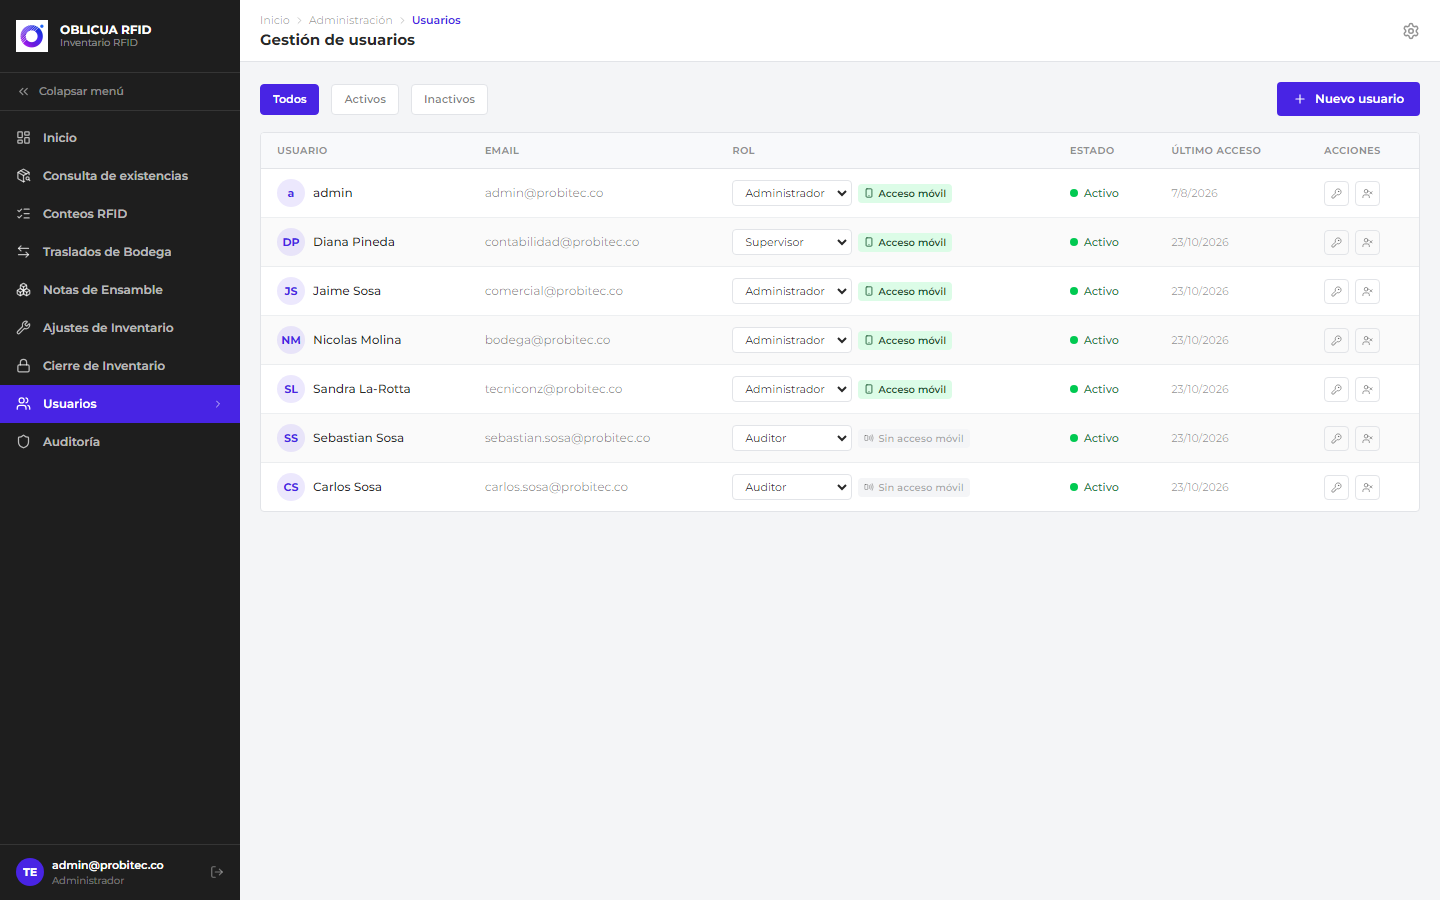 OBLICUA RFID
Inventario RFID
Colapsar menú
Inicio
Consulta de existencias
Conteos RFID
Traslados de Bodega
Notas de Ensamble
Ajustes de Inventario
Cierre de Inventario
Usuarios
Auditoría
TE admin@probitec.co
Administrador
Inicio Administración Usuarios
Gestión de usuarios
Todos Activos Inactivos Nuevo usuario
USUARIO EMAIL ROL ESTADO ÚLTIMO ACCESO ACCIONES
a admin admin@probitec.co Administrador Acceso móvil Activo 7/8/2026
DP Diana Pineda contabilidad@probitec.co Supervisor Acceso móvil Activo 23/10/2026
JS Jaime Sosa comercial@probitec.co Administrador Acceso móvil Activo 23/10/2026
NM Nicolas Molina bodega@probitec.co Administrador Acceso móvil Activo 23/10/2026
SL Sandra La-Rotta tecniconz@probitec.co Administrador Acceso móvil Activo 23/10/2026
SS Sebastian Sosa sebastian.sosa@probitec.co Auditor Sin acceso móvil Activo 23/10/2026
CS Carlos Sosa carlos.sosa@probitec.co Auditor Sin acceso móvil Activo 23/10/2026